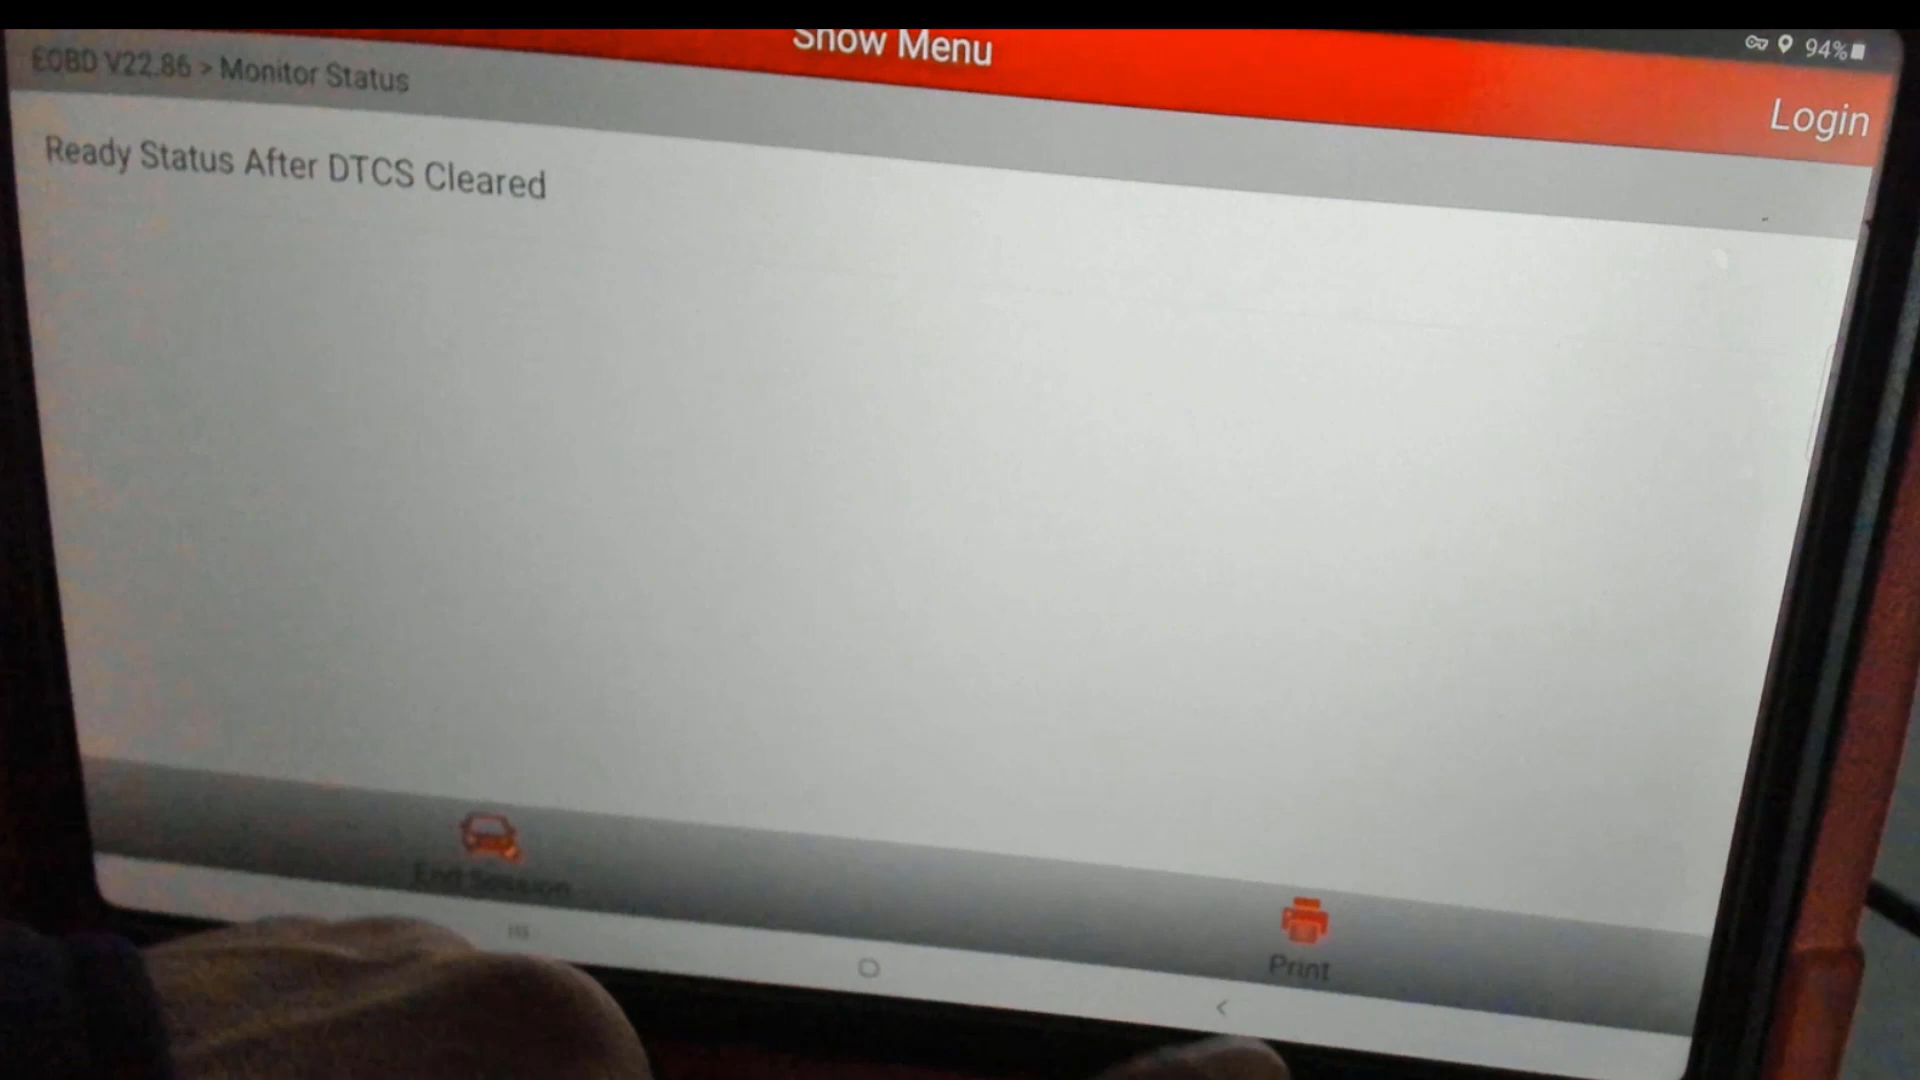 Show Menu
94%
EOBD V22.86 > Monitor Status
Login
Ready Status After DTCS Cleared
End Session
Print